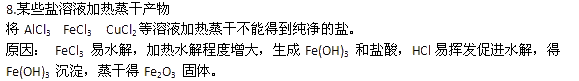 8.某些盐溶液加热蒸干产物
将 AlCl₃ FeCl₃ CuCl₂ 等溶液加热蒸干不能得到纯净的盐。
原因： FeCl₃ 易水解，加热水解程度增大，生成 Fe(OH)₃ 和盐酸，HCl 易挥发促进水解，得
Fe(OH)₃ 沉淀，蒸干得 Fe₂O₃ 固体。